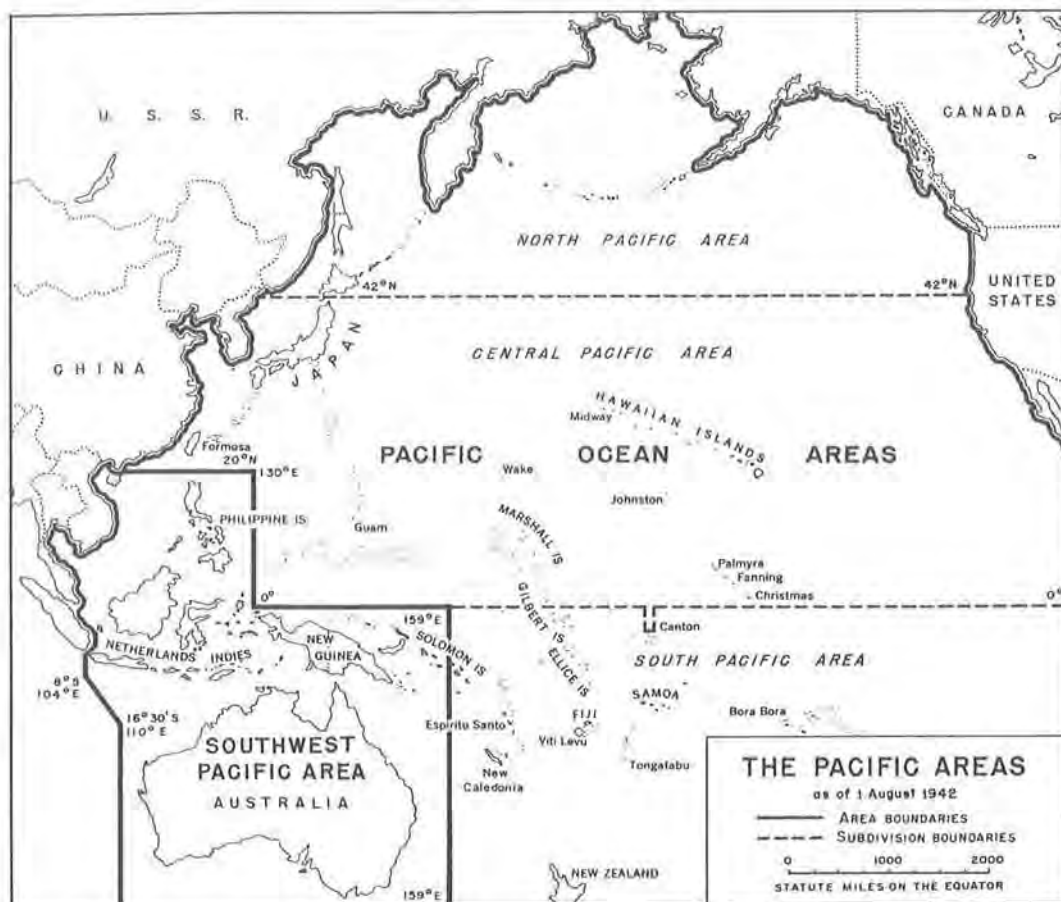 U. S. S. R.
CANADA
NORTH PACIFIC AREA
42°N
42°N
UNITED
STATES
JAPAN
CENTRAL PACIFIC AREA
CHINA
HAWAIIAN ISLANDS
Midway
Formosa
20°N
130°E
PACIFIC OCEAN AREAS
Wake
Johnston
PHILIPPINE IS
Guam
MARSHALL IS
Palmyra
Fanning
Christmas
0°
0°
159°E
GILBERT IS
Canton
NETHERLANDS INDIES
NEW
GUINEA
SOLOMON IS
ELLICE IS
SOUTH PACIFIC AREA
8°S
104°E
SAMOA
16°30'S
110°E
Espiritu Santo
FIJI
Bora Bora
Viti Levu
SOUTHWEST
PACIFIC AREA
AUSTRALIA
New
Caledonia
Tongatabu
THE PACIFIC AREAS
as of 1 August 1942
AREA BOUNDARIES
SUBDIVISION BOUNDARIES
0 1000 2000
STATUTE MILES ON THE EQUATOR
NEW ZEALAND
159°E